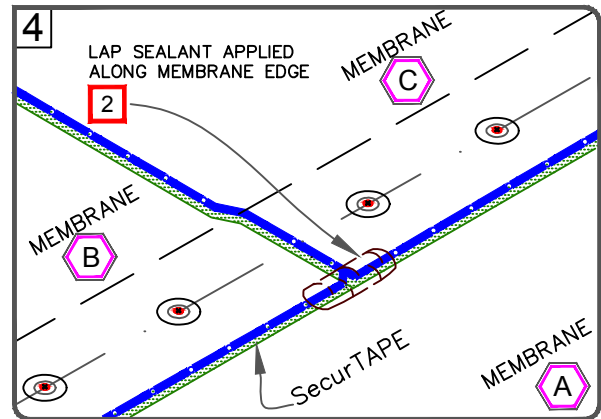 4
LAP SEALANT APPLIED
ALONG MEMBRANE EDGE
2
MEMBRANE
C
MEMBRANE
B
SecurTAPE
MEMBRANE
A